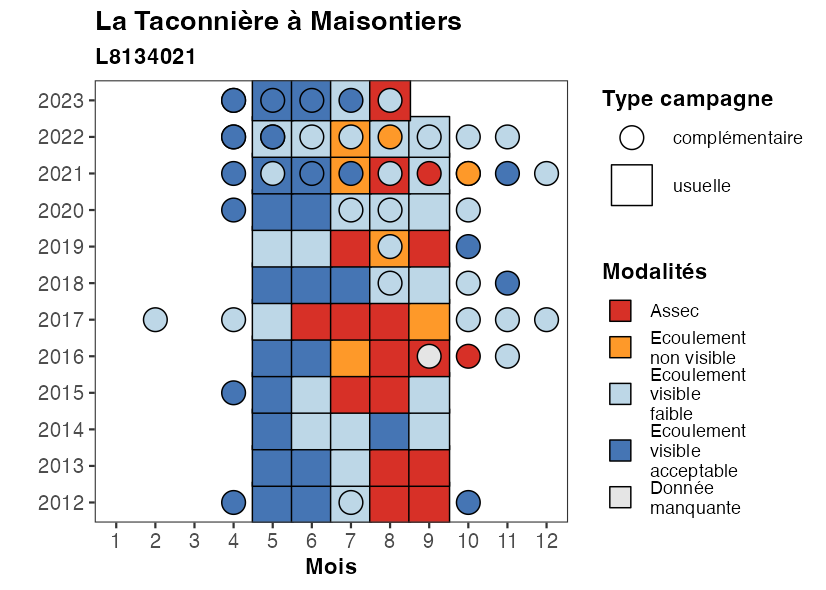 La Taconnière à Maisontiers
L8134021
2023
2022
2021
2020
2019
2018
2017
2016
2015
2014
2013
2012
1 2 3 4 5 6 7 8 9 10 11 12
Mois
Type campagne
complémentaire
usuelle
Modalités
Assec
Ecoulement
non visible
Ecoulement
visible
faible
Ecoulement
visible
acceptable
Donnée
manquante